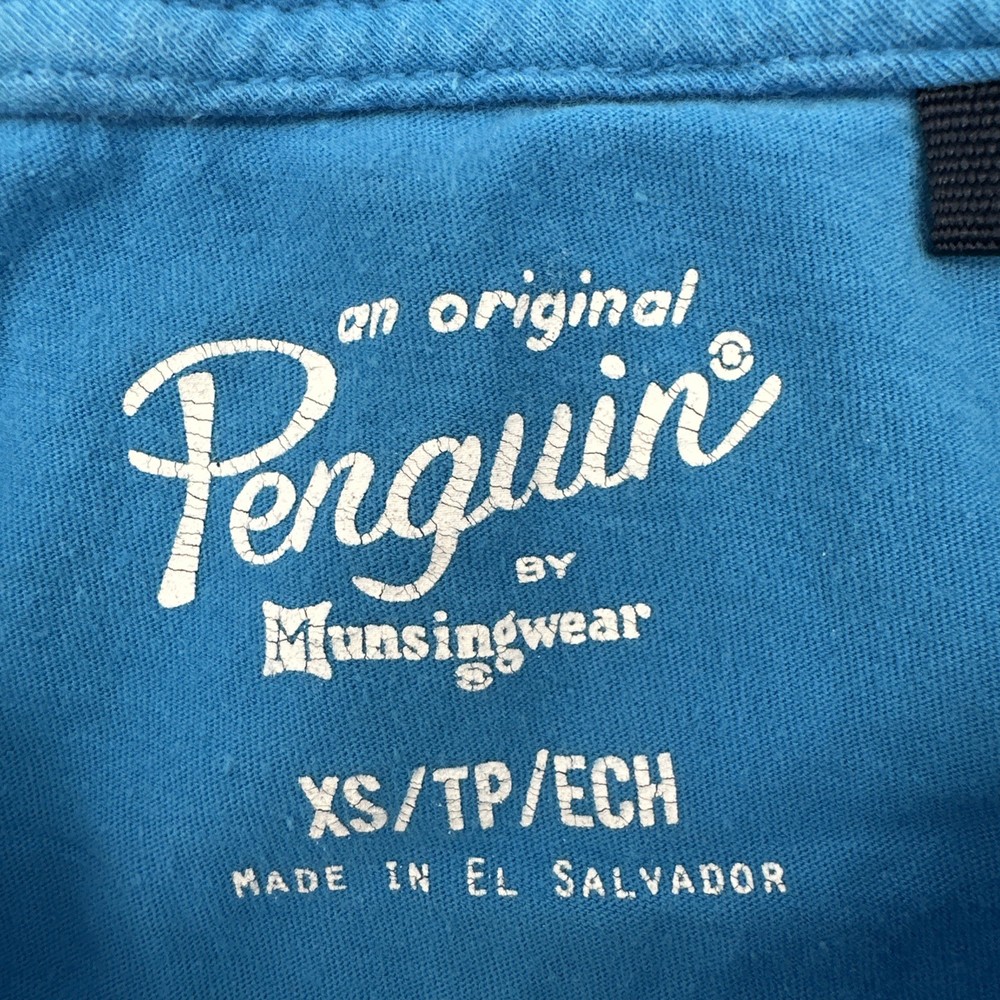 an original
Penguin®
BY
Munsingwear®
XS/TP/ECH
MADE IN EL SALVADOR